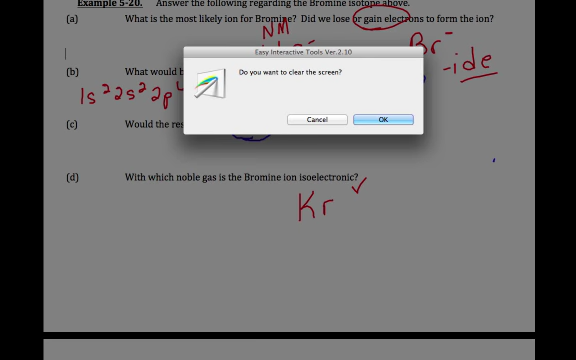 Example 5-20. Answer the following regarding the Bromine isotope above.
(a) What is the most likely ion for Bromine? Did we lose or gain electrons to form the ion?
NM
Br⁻
-ide
Easy Interactive Tools Ver.2.10
Do you want to clear the screen?
Cancel OK
(b) What would
1s²2s²2p
(c) Would the
(d) With which noble gas is the Bromine ion isoelectronic?
Kr ✓